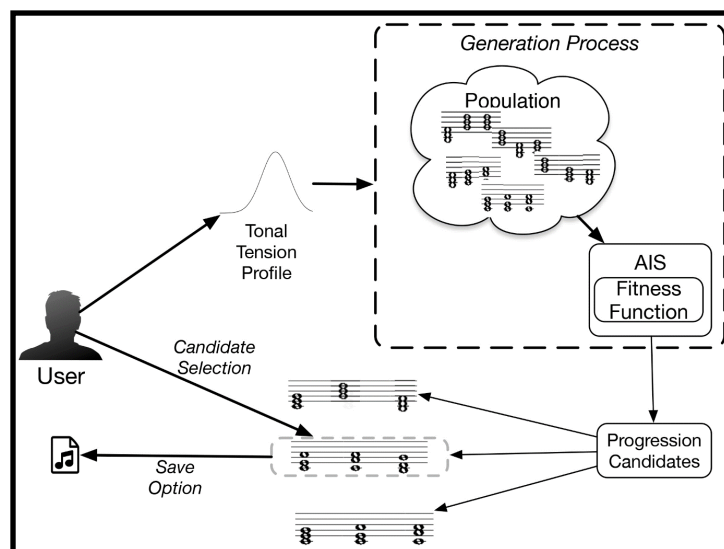 Generation Process
Population
Tonal
Tension
Profile
AIS
Fitness
Function
User
Candidate
Selection
Progression
Candidates
Save
Option